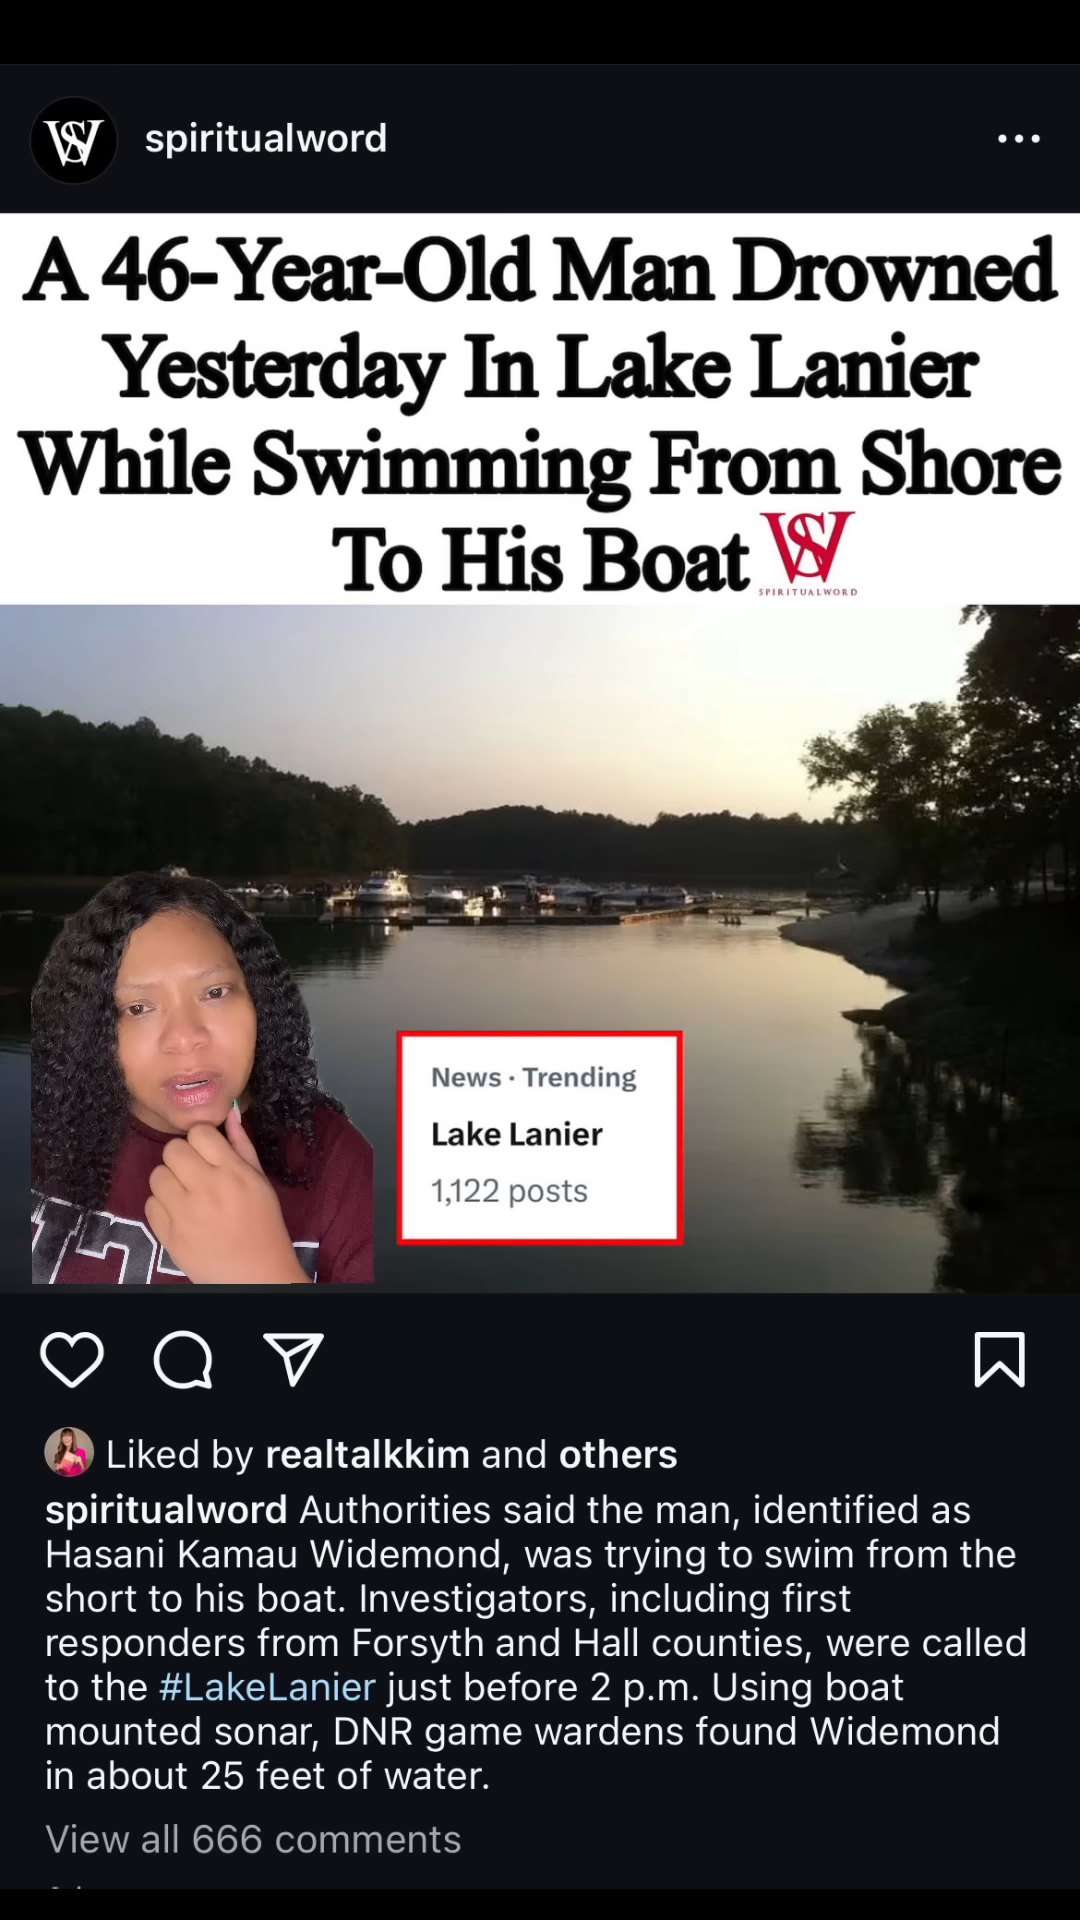 spiritualword
A 46-Year-Old Man Drowned
Yesterday In Lake Lanier
While Swimming From Shore
To His Boat
SPIRITUALWORD
News · Trending
Lake Lanier
1,122 posts
Liked by realtalkkim and others
spiritualword Authorities said the man, identified as
Hasani Kamau Widemond, was trying to swim from the
short to his boat. Investigators, including first
responders from Forsyth and Hall counties, were called
to the #LakeLanier just before 2 p.m. Using boat
mounted sonar, DNR game wardens found Widemond
in about 25 feet of water.
View all 666 comments